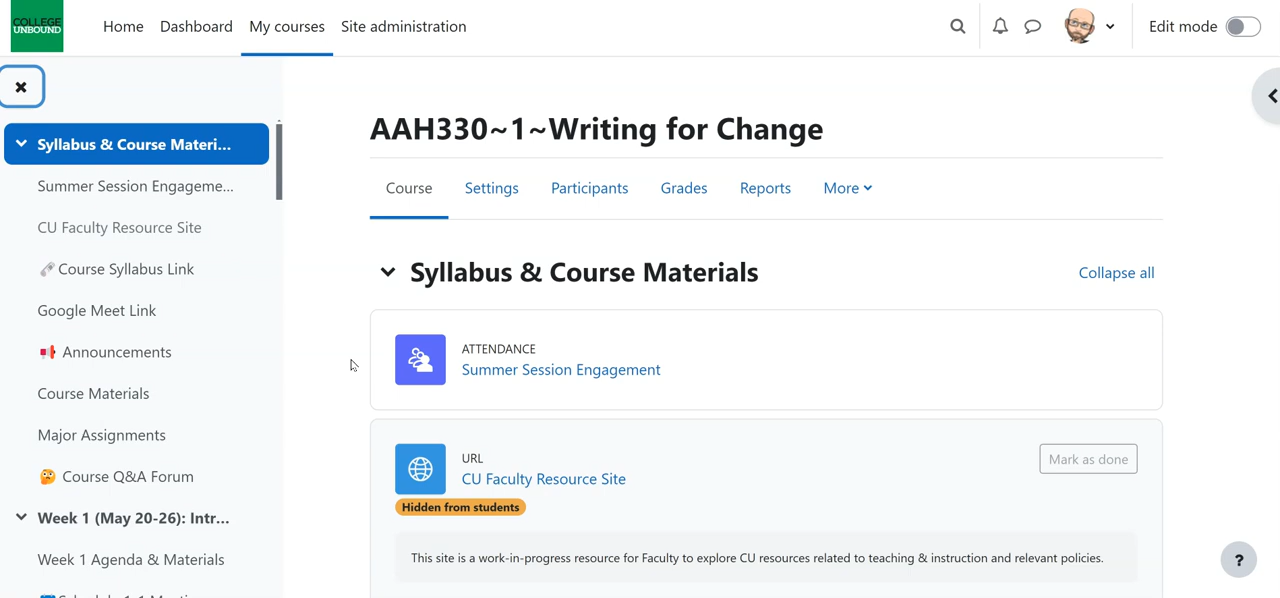 COLLEGE
UNBOUND
Home
Dashboard
My courses
Site administration
Edit mode
Syllabus & Course Materi...
Summer Session Engageme...
CU Faculty Resource Site
Course Syllabus Link
Google Meet Link
Announcements
Course Materials
Major Assignments
Course Q&A Forum
Week 1 (May 20-26): Intr...
Week 1 Agenda & Materials
AAH330~1~Writing for Change
Course
Settings
Participants
Grades
Reports
More
Syllabus & Course Materials
Collapse all
ATTENDANCE
Summer Session Engagement
URL
CU Faculty Resource Site
Mark as done
Hidden from students
This site is a work-in-progress resource for Faculty to explore CU resources related to teaching & instruction and relevant policies.
?